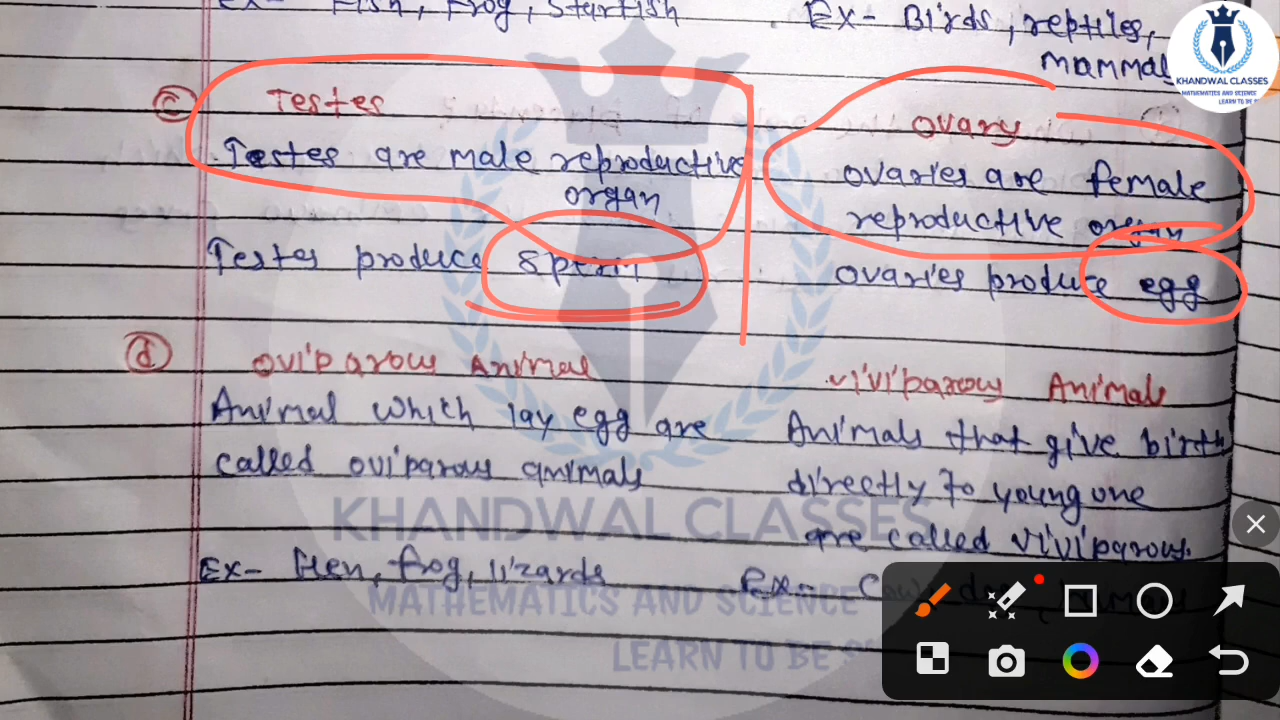 Ex- Fish, Frog, Starfish
Ex- Birds, reptiles,
mammals
KHANDWAL CLASSES
MATHEMATICS AND SCIENCE
LEARN TO BE
c Testes
Ovary
Testes are male reproductive
organ
Ovaries are female
reproductive organ
Testes produce sperm
Ovaries produce egg
d Oviparous Animal
Viviparous Animals
Animal which lay egg are
called oviparous animals
Animals that give birth
directly to young one
are called viviparous.
KHANDWAL CLASSES
Ex- Hen, frog, lizards
Ex-
MATHEMATICS AND SCIENCE
LEARN TO BE